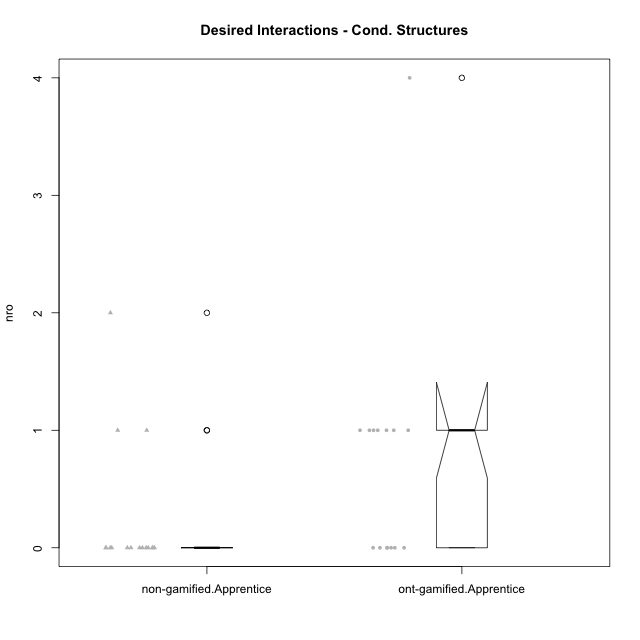 Desired Interactions - Cond. Structures
4
3
2
1
0
nro
non-gamified.Apprentice
ont-gamified.Apprentice